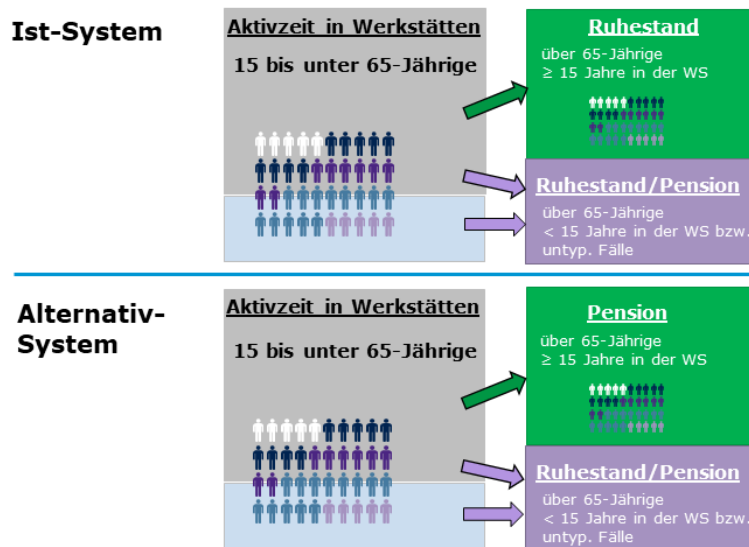 Ist-System
Aktivzeit in Werkstätten
15 bis unter 65-Jährige
Ruhestand
über 65-Jährige
≥ 15 Jahre in der WS
Ruhestand/Pension
über 65-Jährige
< 15 Jahre in der WS bzw.
untyp. Fälle
Alternativ-
System
Aktivzeit in Werkstätten
15 bis unter 65-Jährige
Pension
über 65-Jährige
≥ 15 Jahre in der WS
Ruhestand/Pension
über 65-Jährige
< 15 Jahre in der WS bzw.
untyp. Fälle